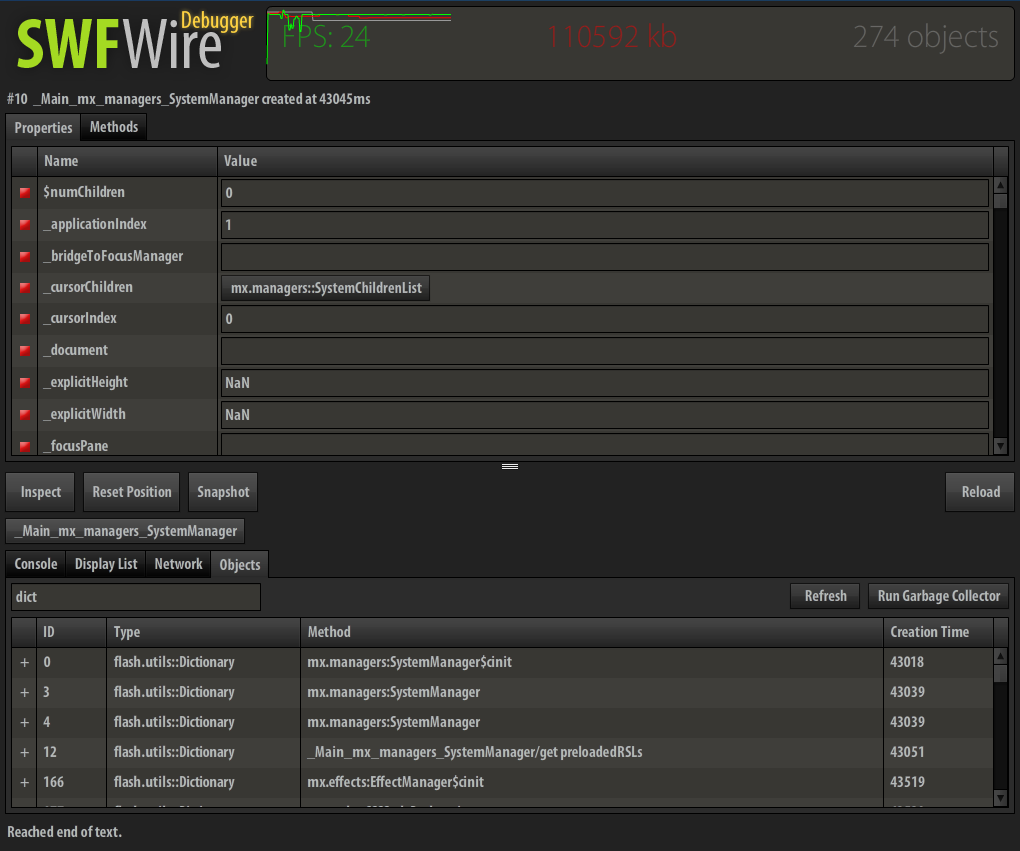 SWFWire Debugger
FPS: 24 110592 kb 274 objects
#10 _Main_mx_managers_SystemManager created at 43045ms
Properties Methods
Name Value
$numChildren 0
_applicationIndex 1
_bridgeToFocusManager
_cursorChildren mx.managers::SystemChildrenList
_cursorIndex 0
_document
_explicitHeight NaN
_explicitWidth NaN
_focusPane
Inspect Reset Position Snapshot Reload
_Main_mx_managers_SystemManager
Console Display List Network Objects
dict Refresh Run Garbage Collector
ID Type Method Creation Time
+ 0 flash.utils::Dictionary mx.managers:SystemManager$cinit 43018
+ 3 flash.utils::Dictionary mx.managers:SystemManager 43039
+ 4 flash.utils::Dictionary mx.managers:SystemManager 43039
+ 12 flash.utils::Dictionary _Main_mx_managers_SystemManager/get preloadedRSLs 43051
+ 166 flash.utils::Dictionary mx.effects:EffectManager$cinit 43519
Reached end of text.